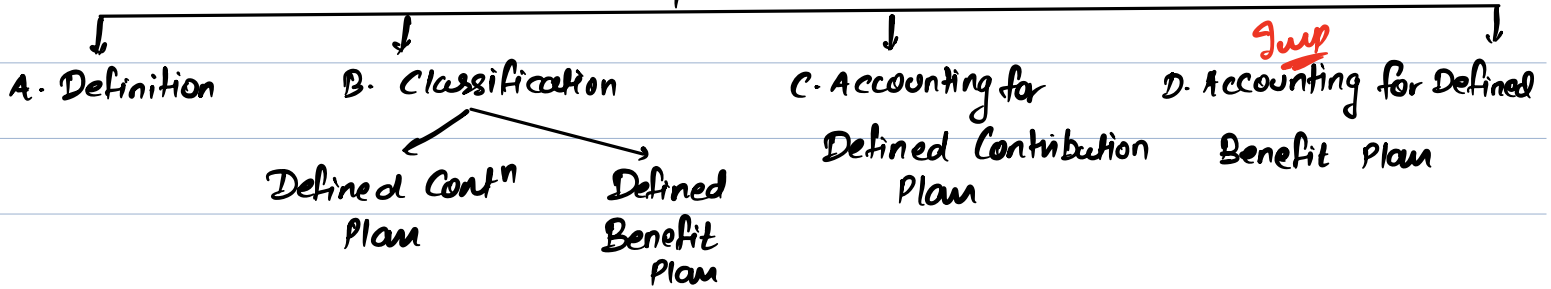 Imp
A. Definition B. Classification C. Accounting for D. Accounting for Defined
Defined Contribution Benefit Plan
Plan
Defined Contⁿ Defined
Plan Benefit
Plan